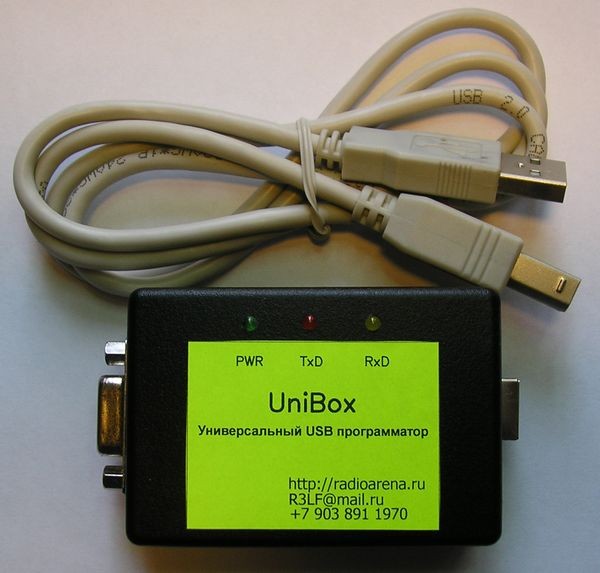 USB 2.0 CA
PWR TxD RxD
UniBox
Универсальный USB программатор
http://radioarena.ru
R3LF@mail.ru
+7 903 891 1970